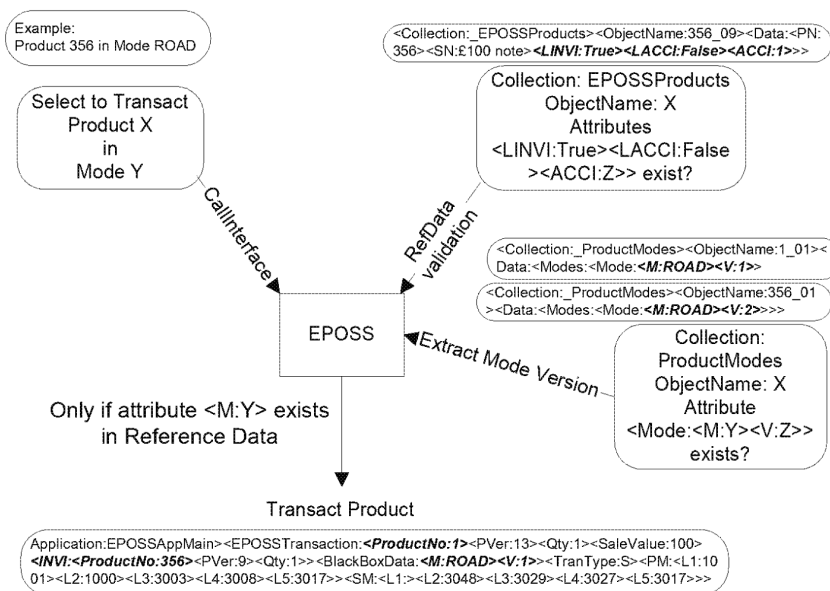 Example:
Product 356 in Mode ROAD
<Collection:_EPOSSProducts><ObjectName:356_09><Data:<PN:
356><SN:£100 note><LINVI:True><LACCI:False><ACCI:1>>>
Select to Transact
Product X
in
Mode Y
Collection: EPOSSProducts
ObjectName: X
Attributes
<LINVI:True><LACCI:False
><ACCI:Z>> exist?
CallInterface
RefData
validation
<Collection:_ProductModes><ObjectName:1_01><
Data:<Modes:<Mode:<M:ROAD><V:1>>
<Collection:_ProductModes><ObjectName:356_01
><Data:<Modes:<Mode:<M:ROAD><V:2>>>>
EPOSS
Extract Mode Version
Collection:
ProductModes
ObjectName: X
Attribute
<Mode:<M:Y><V:Z>>
exists?
Only if attribute <M:Y> exists
in Reference Data
Transact Product
Application:EPOSSAppMain><EPOSSTransaction:<ProductNo:1><PVer:13><Qty:1><SaleValue:100>
<INVI:<ProductNo:356><PVer:9><Qty:1>><BlackBoxData:<M:ROAD><V:1>><TranType:S><PM:<L1:10
01><L2:1000><L3:3003><L4:3008><L5:3017>><SM:<L1:><L2:3048><L3:3029><L4:3027><L5:3017>>>